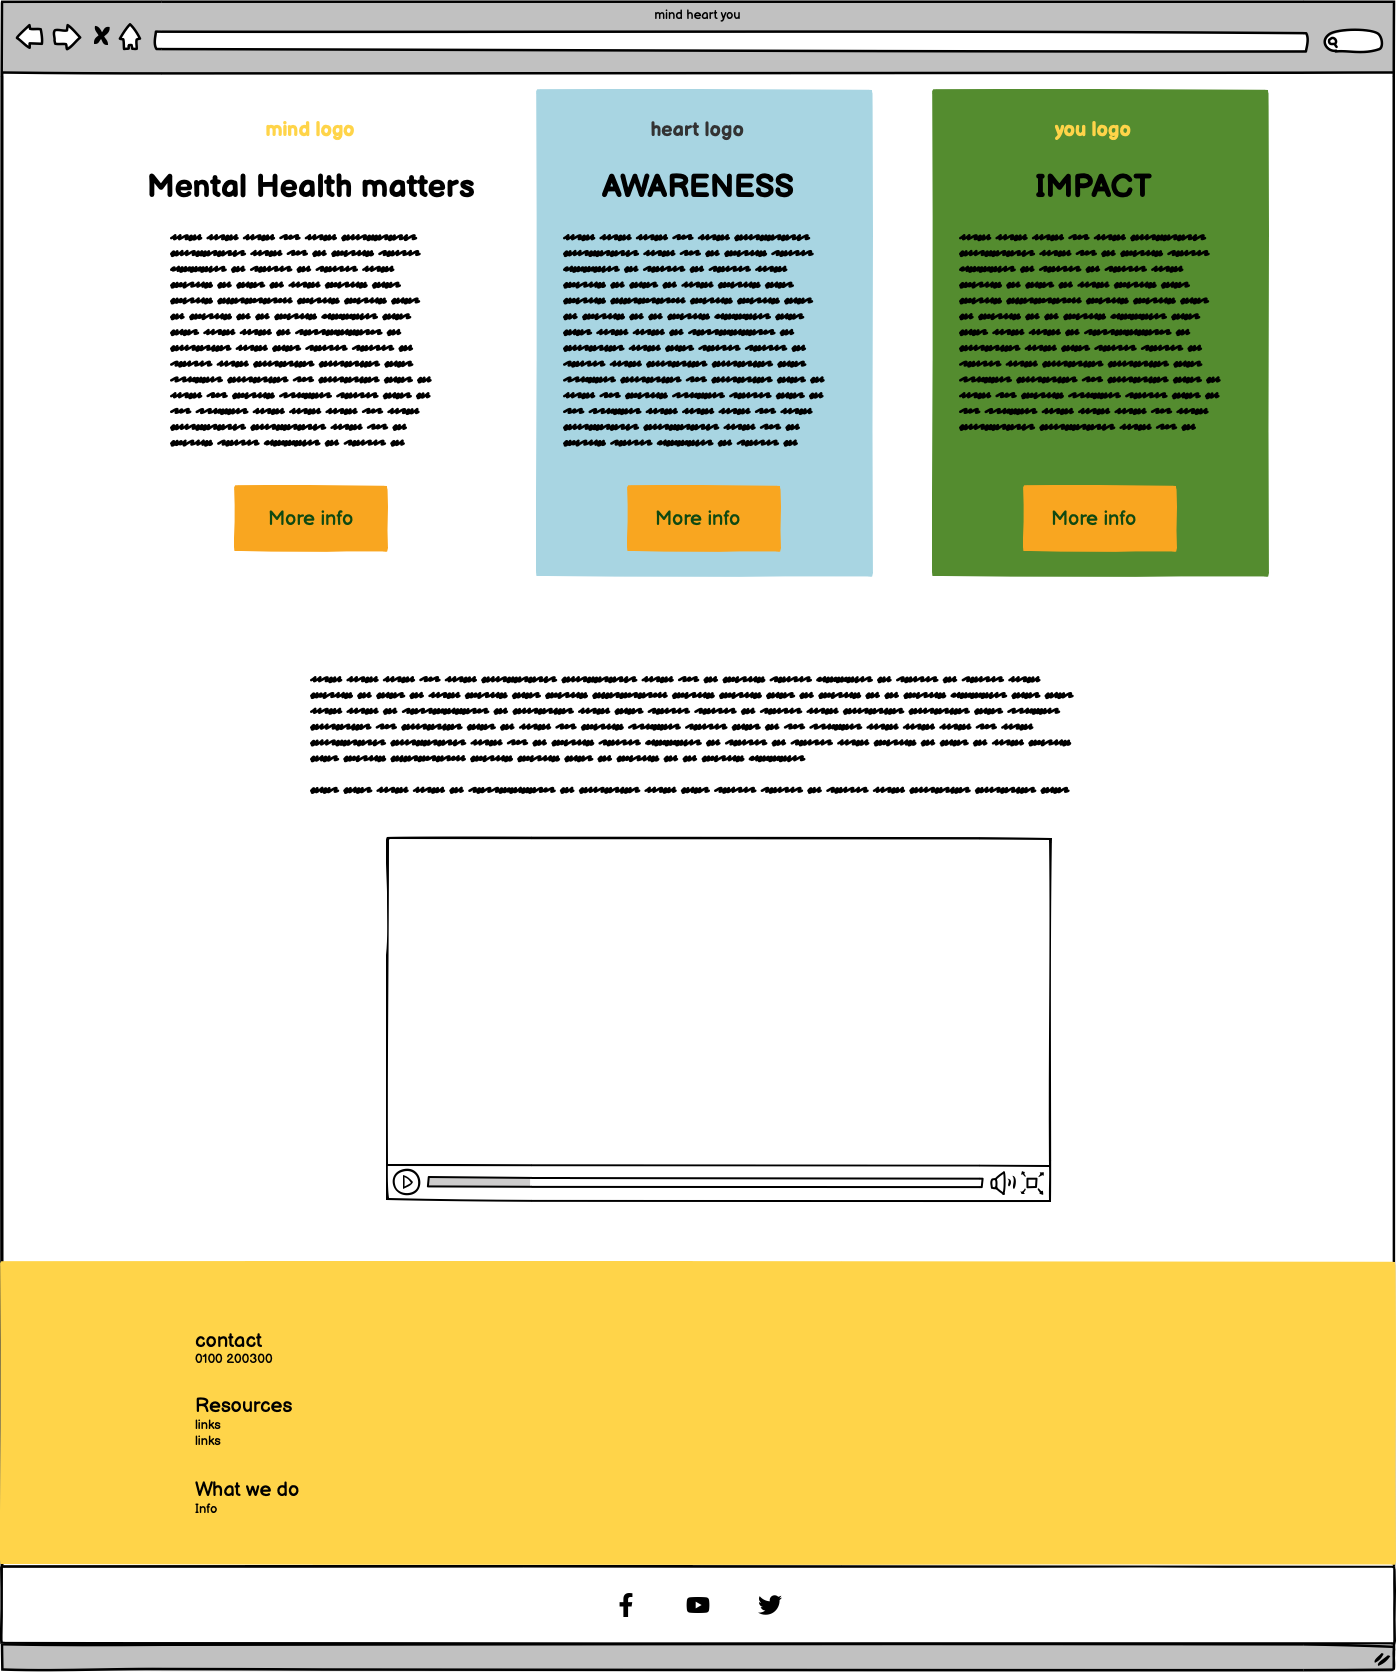 mind heart you
mind logo
Mental Health matters
More info
heart logo
AWARENESS
More info
you logo
IMPACT
More info
contact
0100 200300
Resources
links
links
What we do
Info